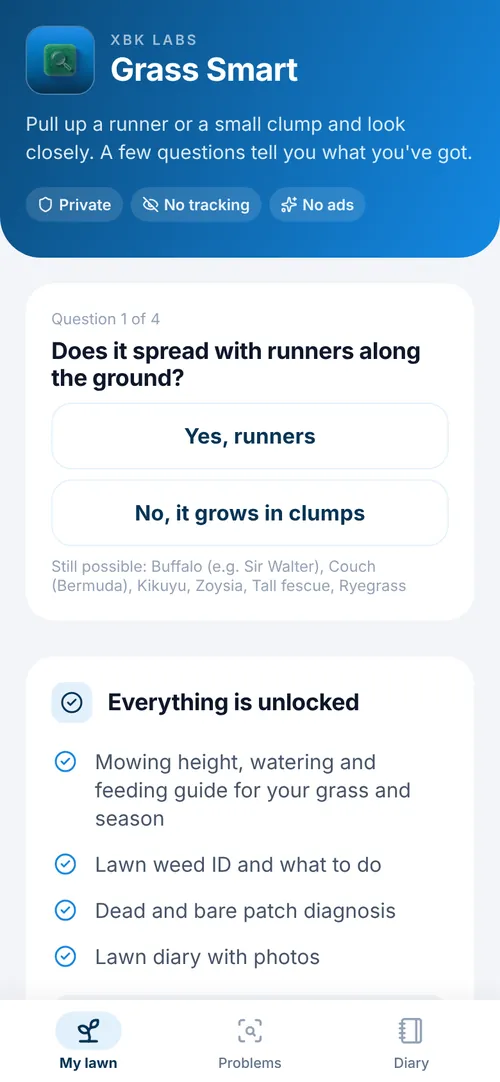 XBK LABS
Grass Smart
Pull up a runner or a small clump and look
closely. A few questions tell you what you've got.
Private
No tracking
No ads
Question 1 of 4
Does it spread with runners along
the ground?
Yes, runners
No, it grows in clumps
Still possible: Buffalo (e.g. Sir Walter), Couch
(Bermuda), Kikuyu, Zoysia, Tall fescue, Ryegrass
Everything is unlocked
Mowing height, watering and
feeding guide for your grass and
season
Lawn weed ID and what to do
Dead and bare patch diagnosis
Lawn diary with photos
My lawn
Problems
Diary